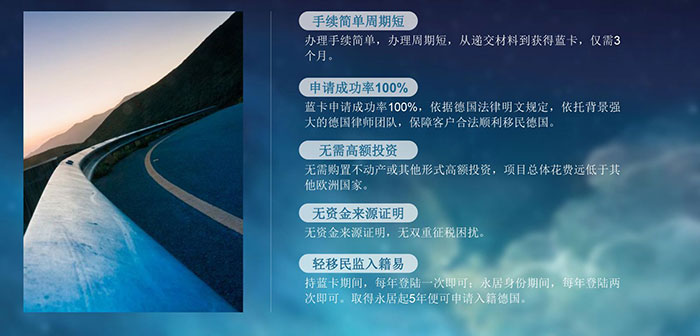 手续简单周期短
办理手续简单，办理周期短，从递交材料到获得蓝卡，仅需3
个月。
申请成功率100%
蓝卡申请成功率100%，依据德国法律明文规定，依托背景强
大的德国律师团队，保障客户合法顺利移民德国。
无需高额投资
无需购置不动产或其他形式高额投资，项目总体花费远低于其
他欧洲国家。
无资金来源证明
无资金来源证明，无双重征税困扰。
轻移民监入籍易
持蓝卡期间，每年登陆一次即可；永居身份期间，每年登陆两
次即可。取得永居起5年便可申请入籍德国。